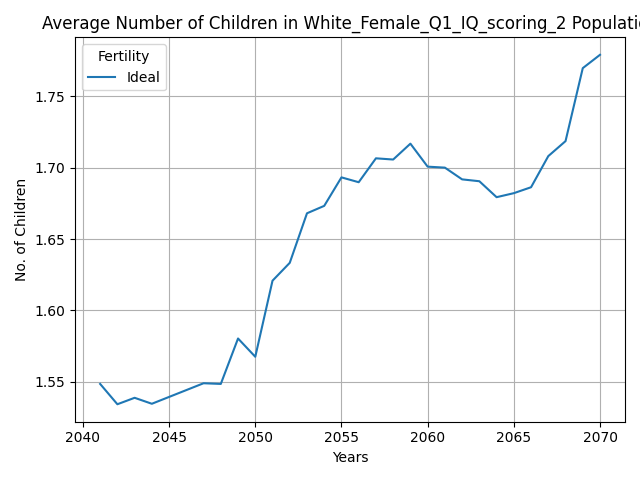 Average Number of Children in White_Female_Q1_IQ_scoring_2 Populatio
Fertility
Ideal
No. of Children
1.75
1.70
1.65
1.60
1.55
2040 2045 2050 2055 2060 2065 2070
Years